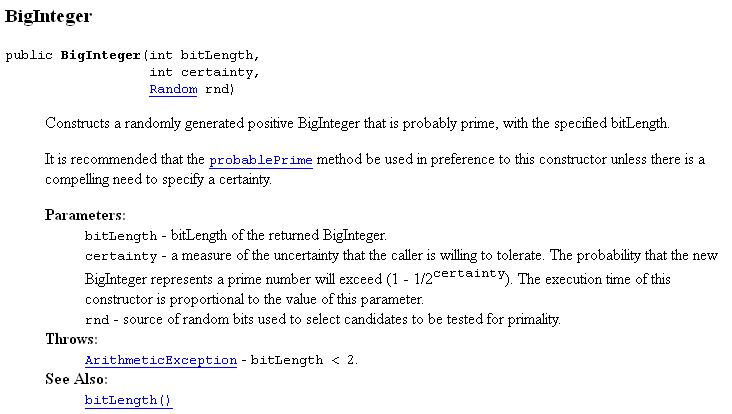 BigInteger
public BigInteger(int bitLength,
int certainty,
Random rnd)
Constructs a randomly generated positive BigInteger that is probably prime, with the specified bitLength.
It is recommended that the probablePrime method be used in preference to this constructor unless there is a
compelling need to specify a certainty.
Parameters:
bitLength - bitLength of the returned BigInteger.
certainty - a measure of the uncertainty that the caller is willing to tolerate. The probability that the new
BigInteger represents a prime number will exceed (1 - 1/2^certainty). The execution time of this
constructor is proportional to the value of this parameter.
rnd - source of random bits used to select candidates to be tested for primality.
Throws:
ArithmeticException - bitLength < 2.
See Also:
bitLength()